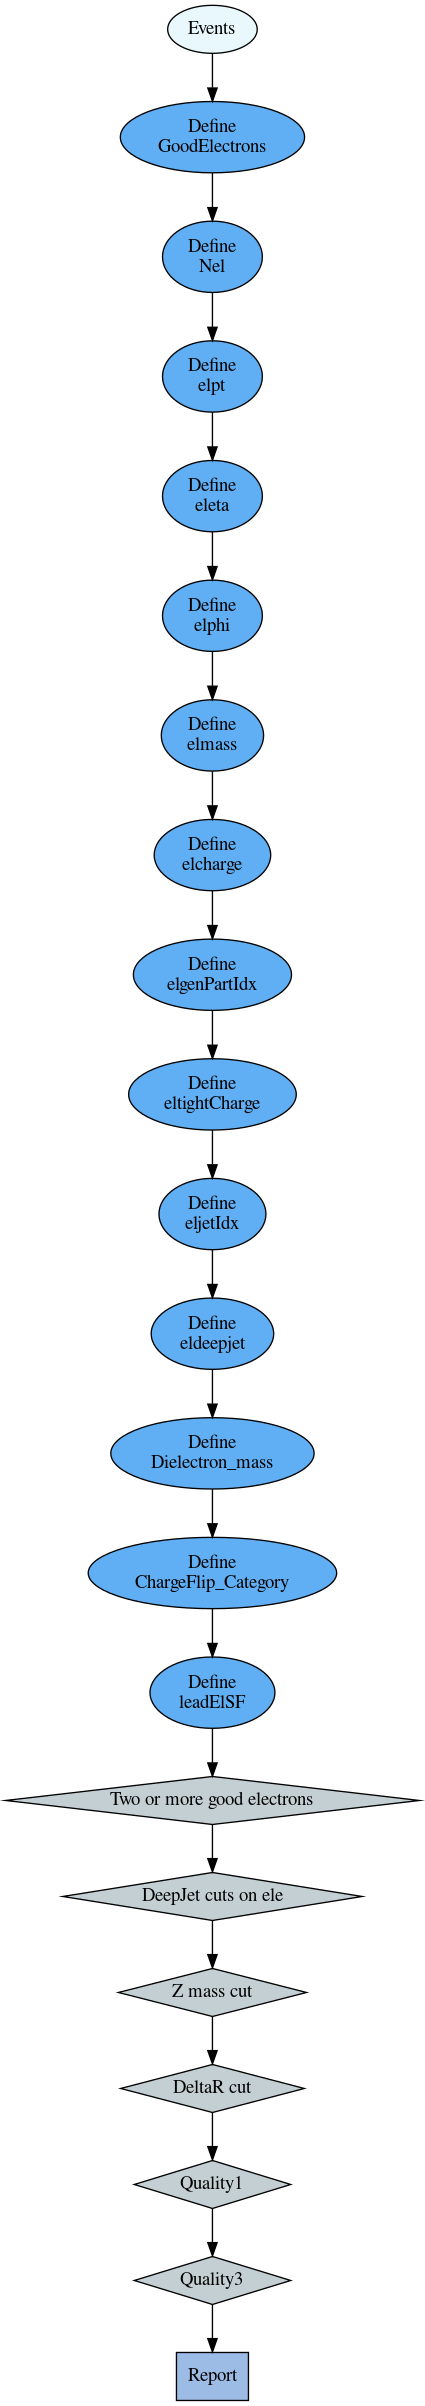 Events
Define
GoodElectrons
Define
Nel
Define
elpt
Define
eleta
Define
elphi
Define
elmass
Define
elcharge
Define
elgenPartIdx
Define
eltightCharge
Define
eljetIdx
Define
eldeepjet
Define
Dielectron_mass
Define
ChargeFlip_Category
Define
leadElSF
Two or more good electrons
DeepJet cuts on ele
Z mass cut
DeltaR cut
Quality1
Quality3
Report